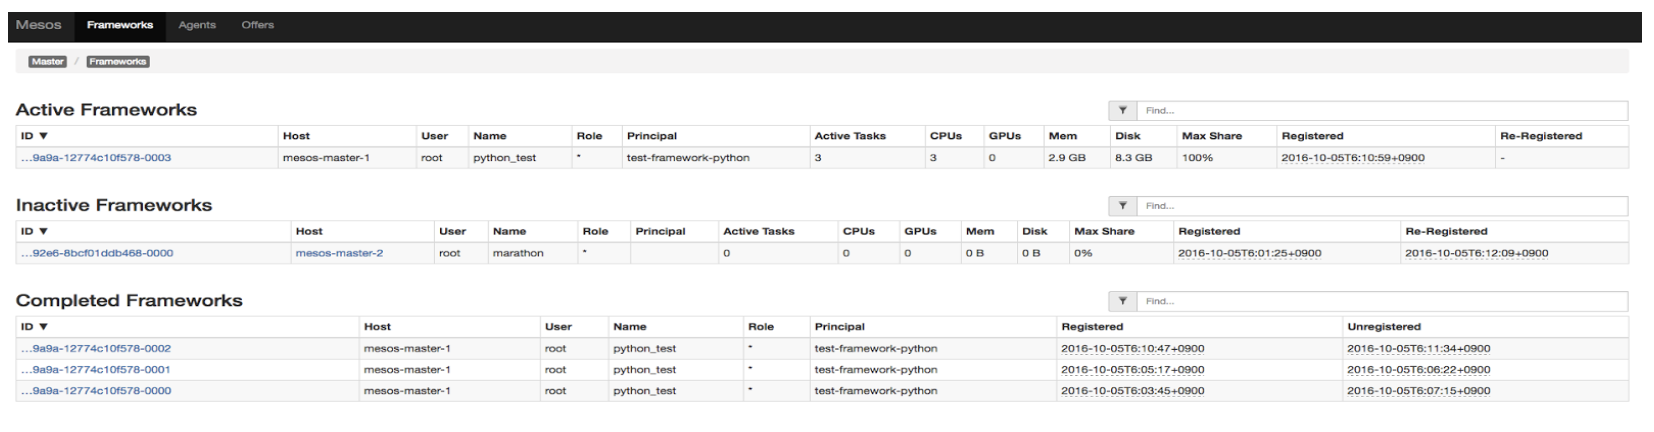 Mesos Frameworks Agents Offers
Master / Frameworks
Active Frameworks Find...
ID ▼ Host User Name Role Principal Active Tasks CPUs GPUs Mem Disk Max Share Registered Re-Registered
...9a9a-12774c10f578-0003 mesos-master-1 root python_test * test-framework-python 3 3 0 2.9 GB 8.3 GB 100% 2016-10-05T6:10:59+0900 -
Inactive Frameworks Find...
ID ▼ Host User Name Role Principal Active Tasks CPUs GPUs Mem Disk Max Share Registered Re-Registered
...92e6-8bcf01ddb468-0000 mesos-master-2 root marathon * 0 0 0 0 B 0 B 0% 2016-10-05T6:01:25+0900 2016-10-05T6:12:09+0900
Completed Frameworks Find...
ID ▼ Host User Name Role Principal Registered Unregistered
...9a9a-12774c10f578-0002 mesos-master-1 root python_test * test-framework-python 2016-10-05T6:10:47+0900 2016-10-05T6:11:34+0900
...9a9a-12774c10f578-0001 mesos-master-1 root python_test * test-framework-python 2016-10-05T6:05:17+0900 2016-10-05T6:06:22+0900
...9a9a-12774c10f578-0000 mesos-master-1 root python_test * test-framework-python 2016-10-05T6:03:45+0900 2016-10-05T6:07:15+0900